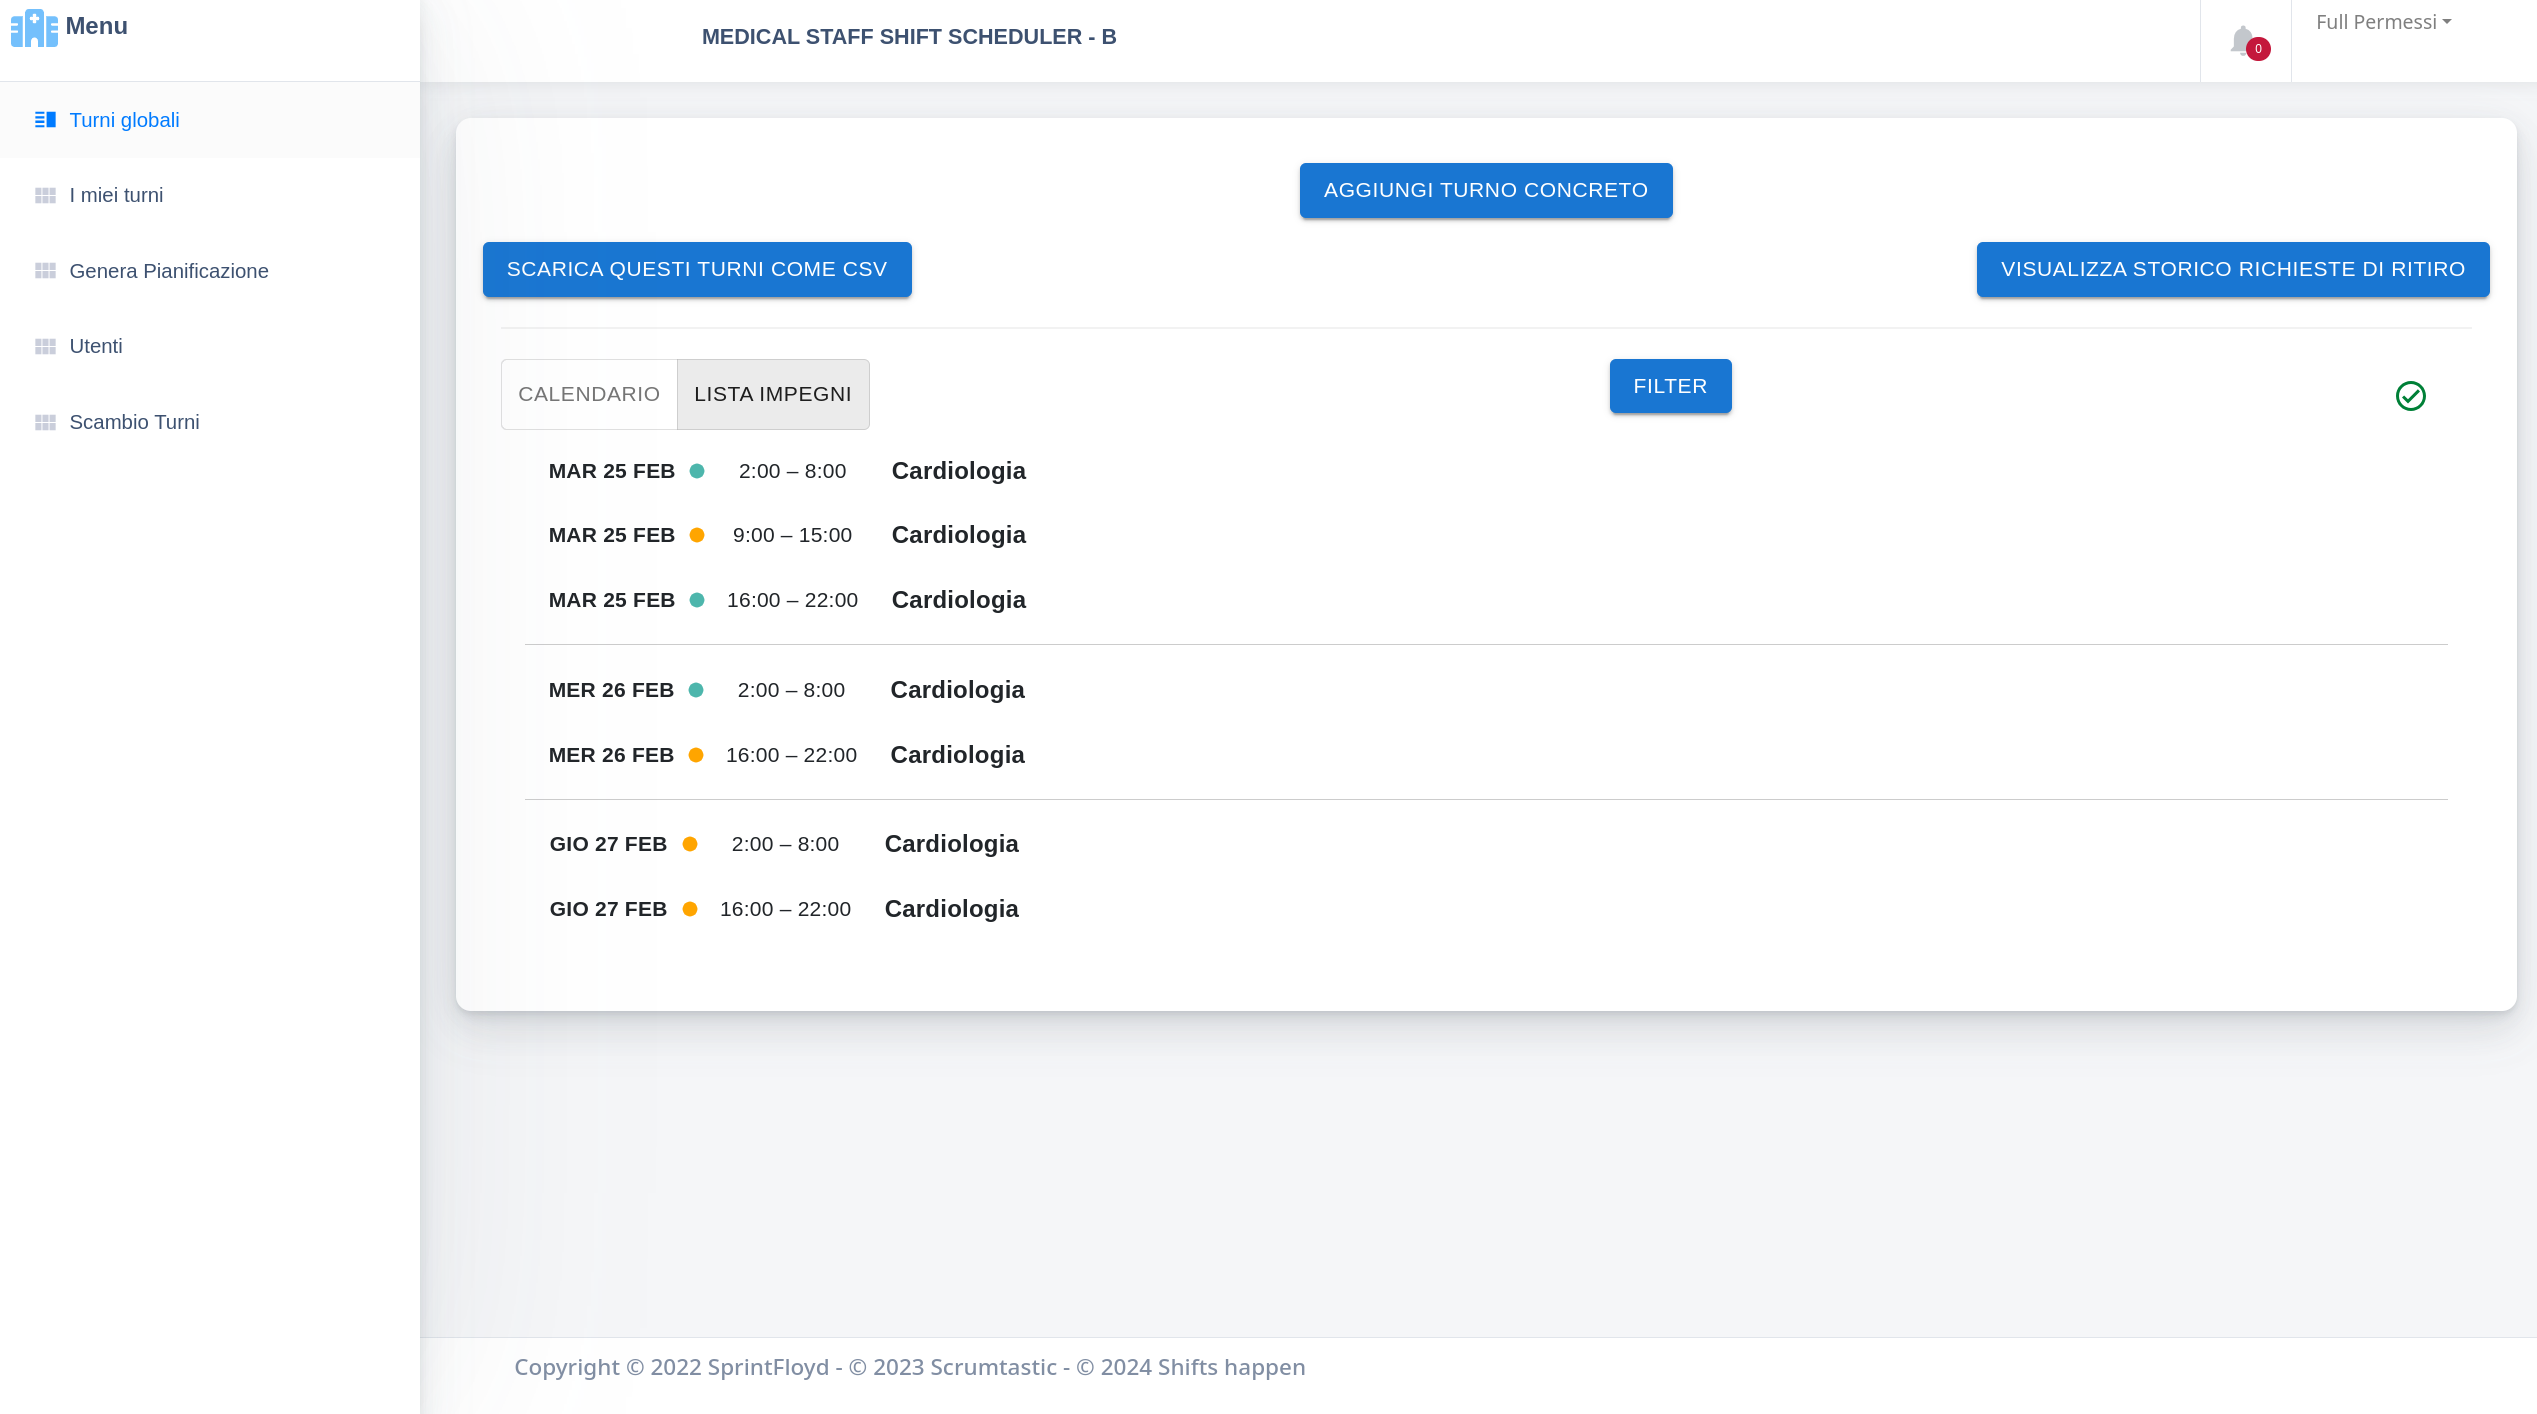 Menu
MEDICAL STAFF SHIFT SCHEDULER - B
0
Full Permessi
Turni globali
I miei turni
Genera Pianificazione
Utenti
Scambio Turni
AGGIUNGI TURNO CONCRETO
SCARICA QUESTI TURNI COME CSV
VISUALIZZA STORICO RICHIESTE DI RITIRO
CALENDARIO
LISTA IMPEGNI
FILTER
MAR 25 FEB 2:00 – 8:00 Cardiologia
MAR 25 FEB 9:00 – 15:00 Cardiologia
MAR 25 FEB 16:00 – 22:00 Cardiologia
MER 26 FEB 2:00 – 8:00 Cardiologia
MER 26 FEB 16:00 – 22:00 Cardiologia
GIO 27 FEB 2:00 – 8:00 Cardiologia
GIO 27 FEB 16:00 – 22:00 Cardiologia
Copyright © 2022 SprintFloyd - © 2023 Scrumtastic - © 2024 Shifts happen